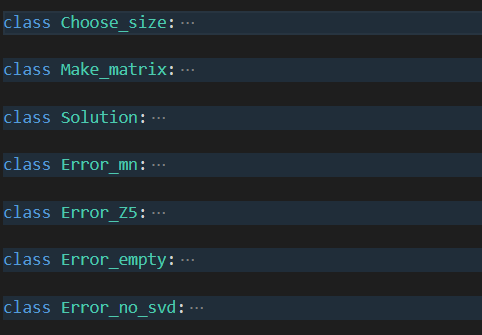 class Choose_size:···
class Make_matrix:···
class Solution:···
class Error_mn:···
class Error_Z5:···
class Error_empty:···
class Error_no_svd:···